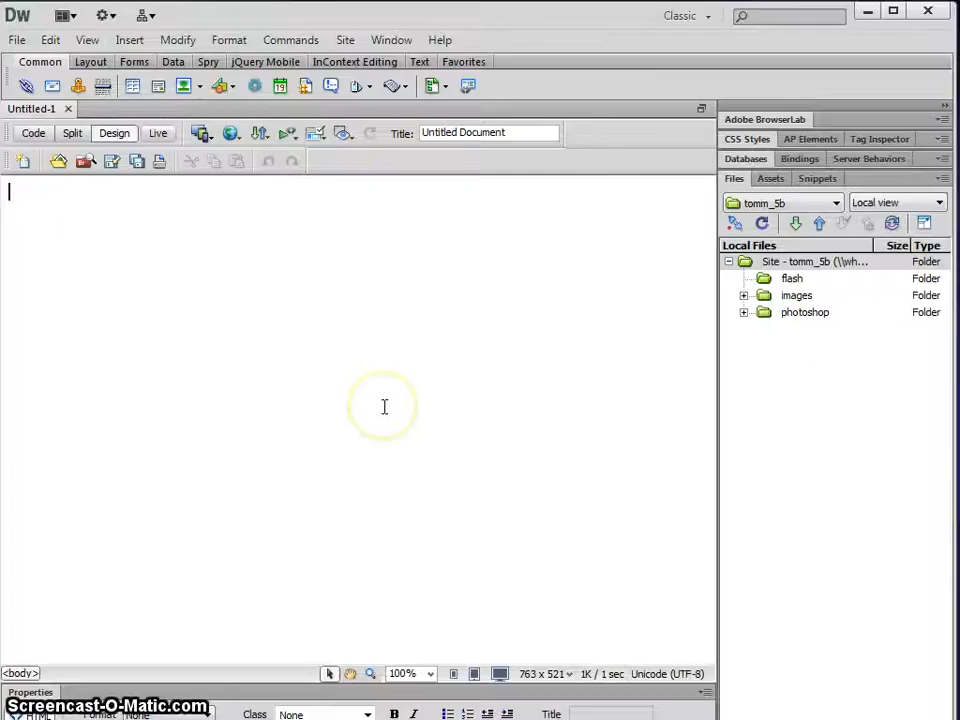 Dw Classic
File Edit View Insert Modify Format Commands Site Window Help
Common Layout Forms Data Spry jQuery Mobile InContext Editing Text Favorites
Untitled-1
Code Split Design Live Title: Untitled Document
Adobe BrowserLab
CSS Styles AP Elements Tag Inspector
Databases Bindings Server Behaviors
Files Assets Snippets
tomm_5b Local view
Local Files Size Type
Site - tomm_5b (\\wh... Folder
flash Folder
images Folder
photoshop Folder
<body> 100% 763 x 521 1K / 1 sec Unicode (UTF-8)
Properties
HTML Format None Class None B I Title
Screencast-O-Matic.com